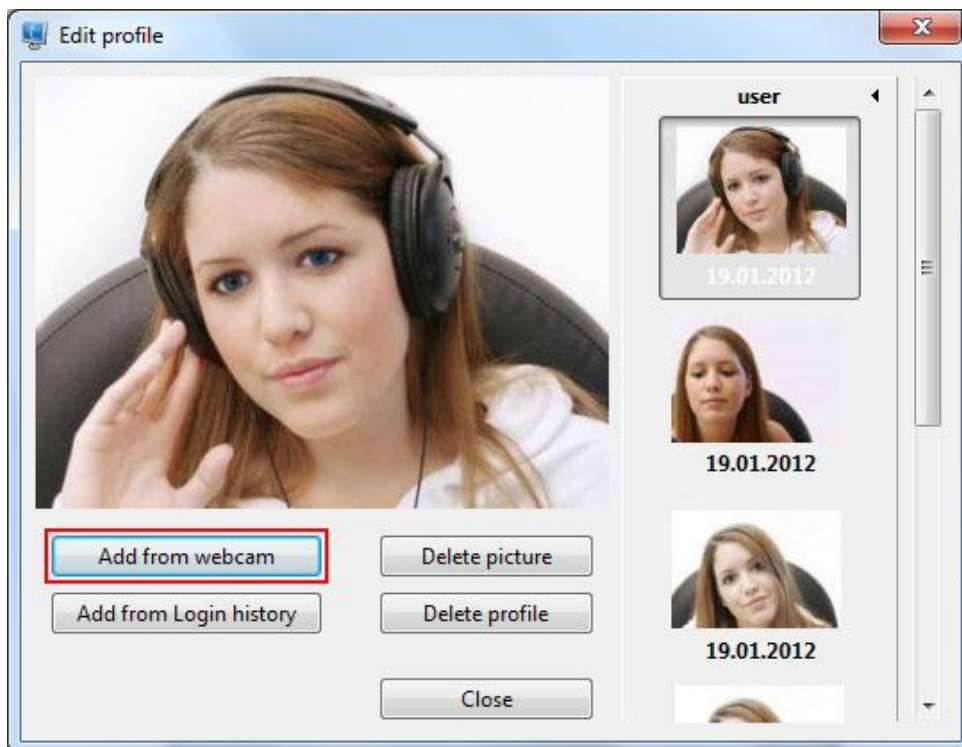 Edit profile
user
19.01.2012
19.01.2012
19.01.2012
Add from webcam
Delete picture
Add from Login history
Delete profile
Close